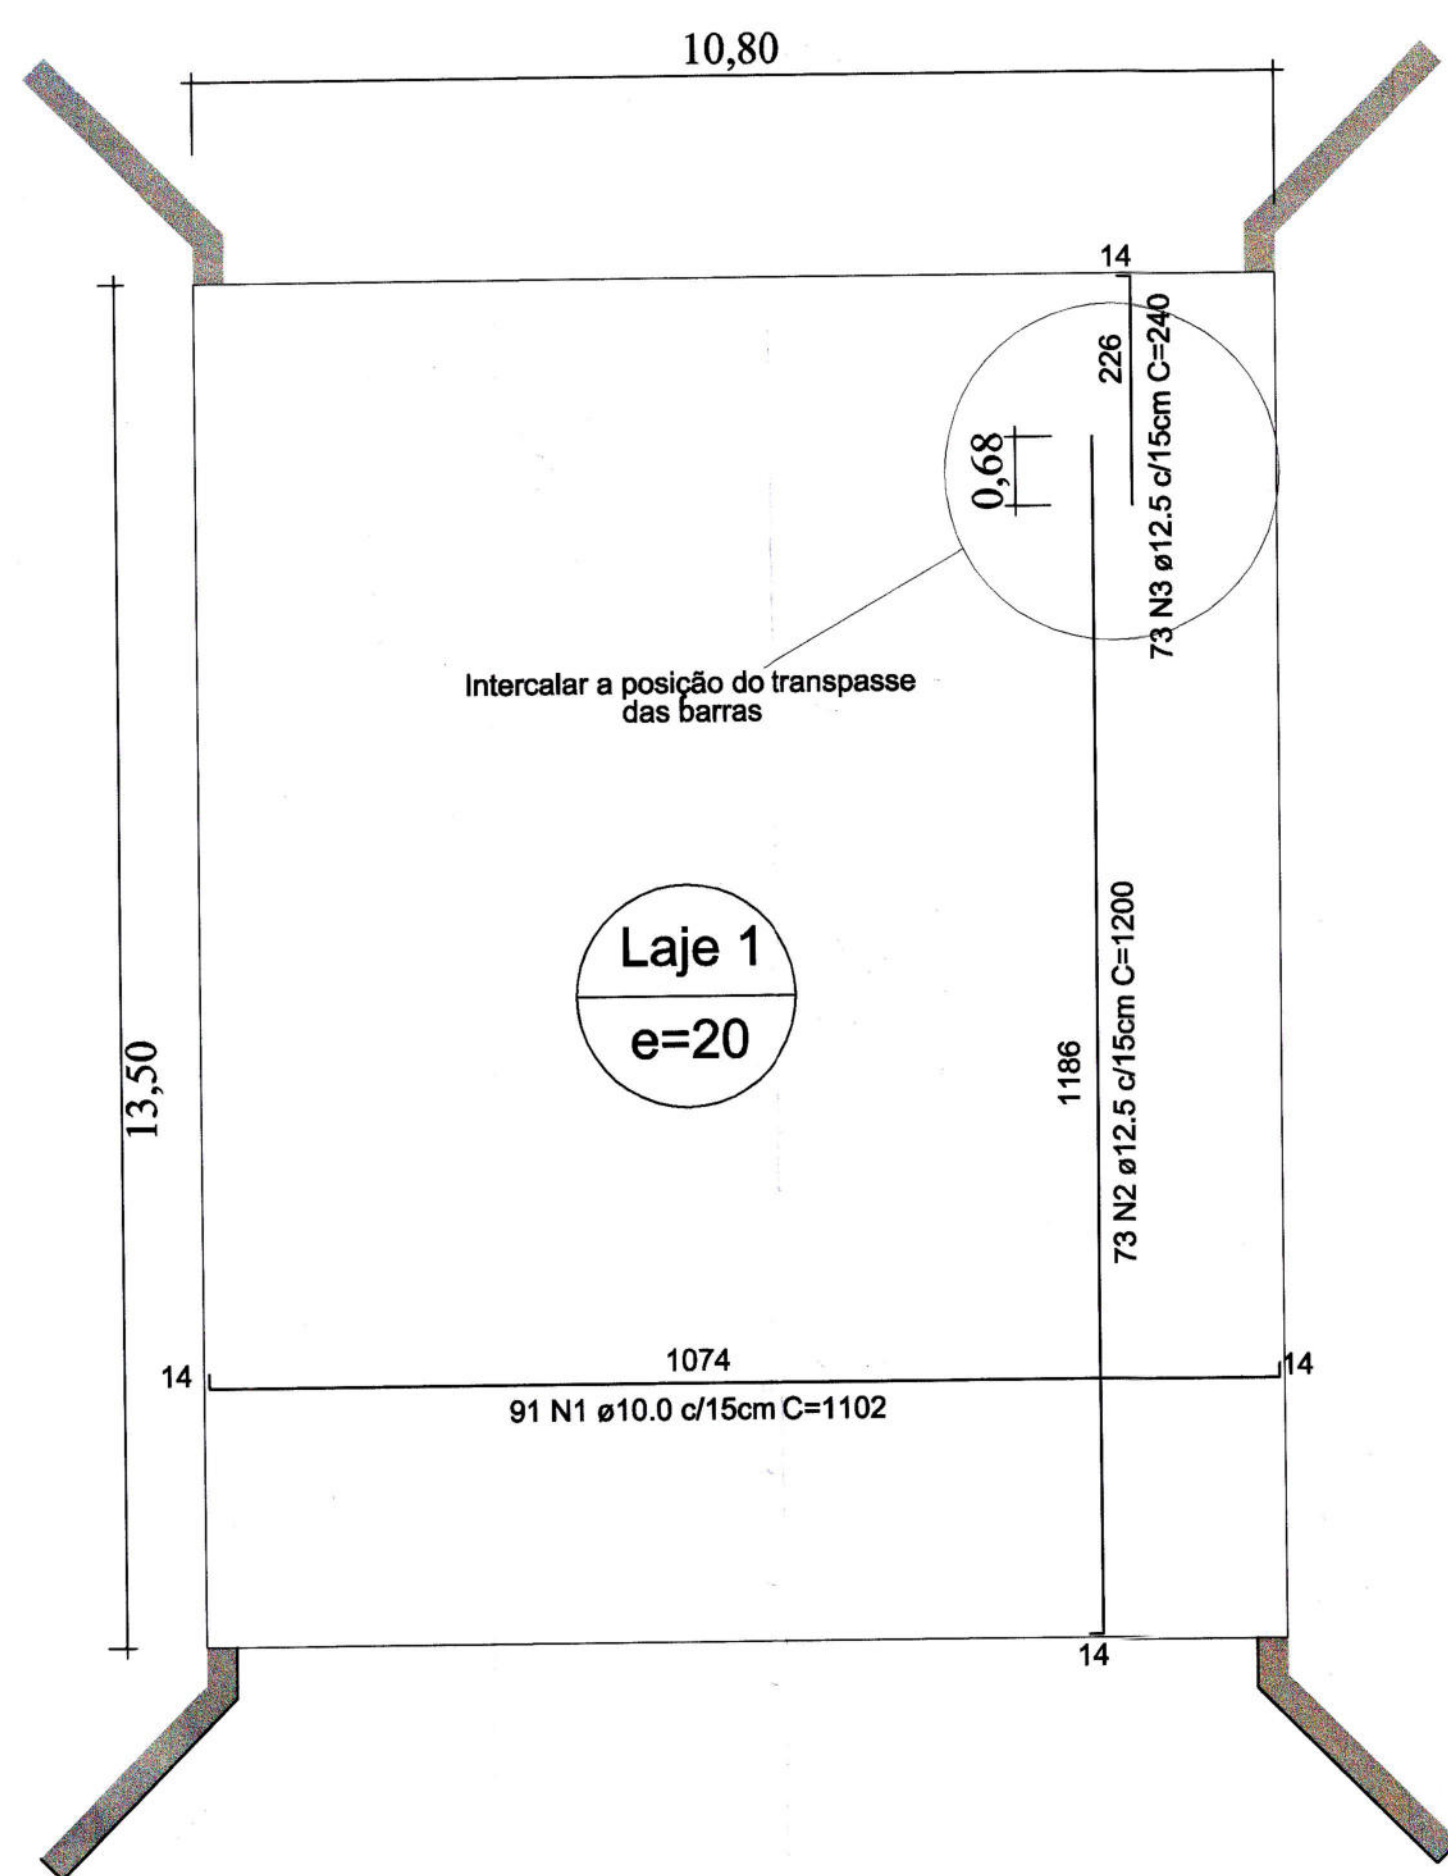 10,80
14
226
73 N3 ø12.5 c/15cm C=240
0,68
Intercalar a posição do transpasse
das barras
Laje 1
e=20
13,50
1186
73 N2 ø12.5 c/15cm C=1200
14
1074
14
91 N1 ø10.0 c/15cm C=1102
14